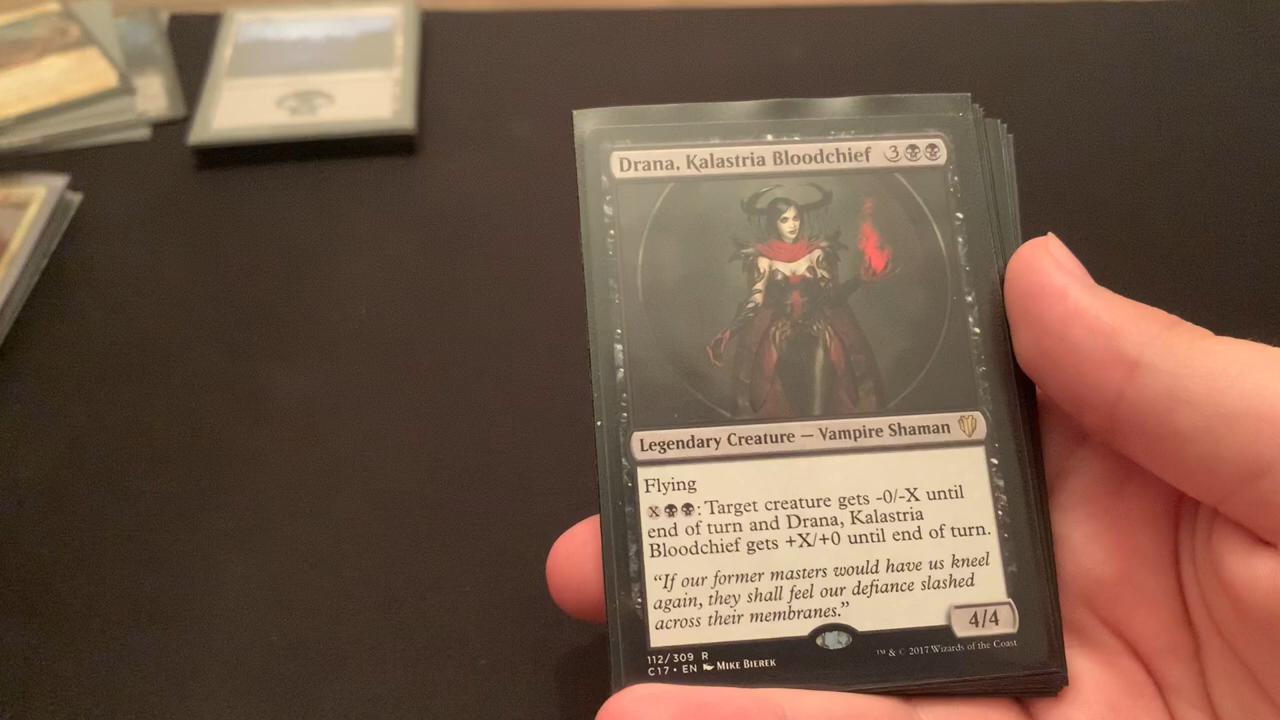 Drana, Kalastria Bloodchief 3
Legendary Creature — Vampire Shaman
Flying
X: Target creature gets -0/-X until
end of turn and Drana, Kalastria
Bloodchief gets +X/+0 until end of turn.
“If our former masters would have us kneel
again, they shall feel our defiance slashed
across their membranes.”
4/4
112/309 R
C17 • EN Mike Bierek
™ & © 2017 Wizards of the Coast